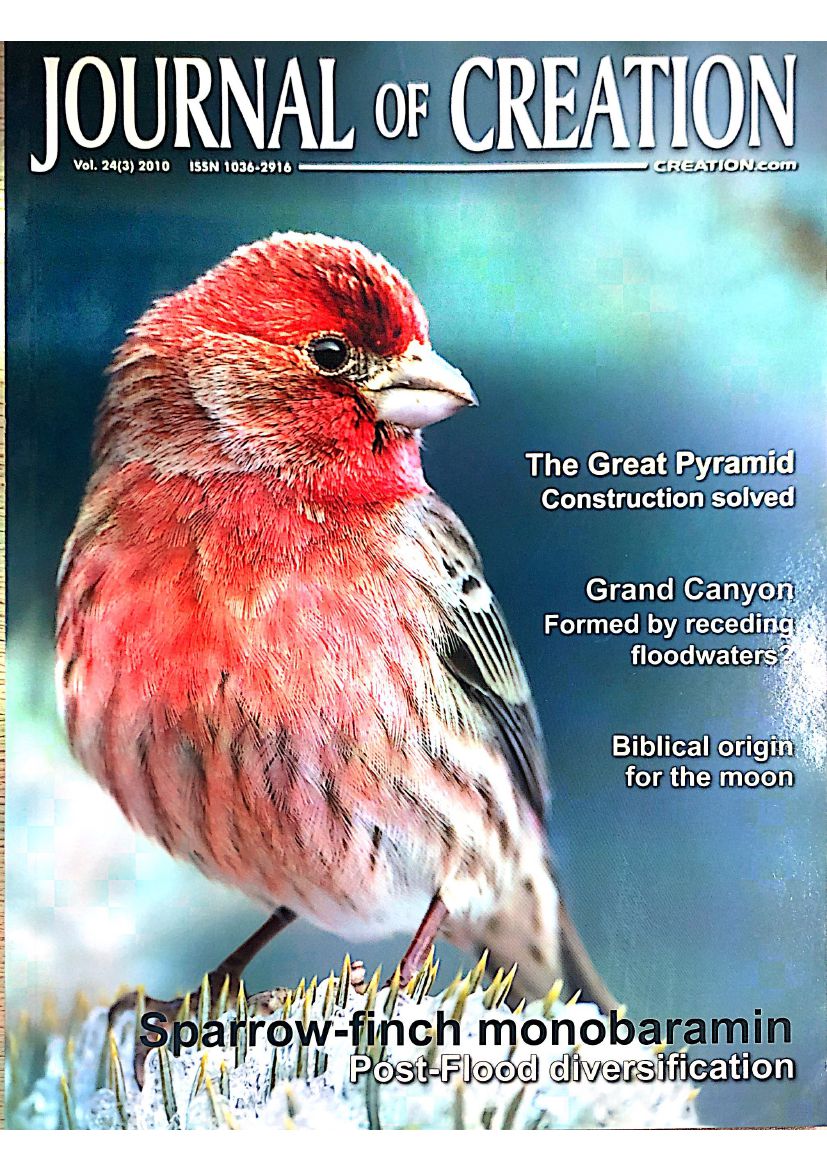 JOURNAL OF CREATION
Vol. 24(3) 2010 ISSN 1036-2916 CREATION.com
The Great Pyramid
Construction solved
Grand Canyon
Formed by receding
floodwaters?
Biblical origin
for the moon
Sparrow-finch monobaramin
Post-Flood diversification